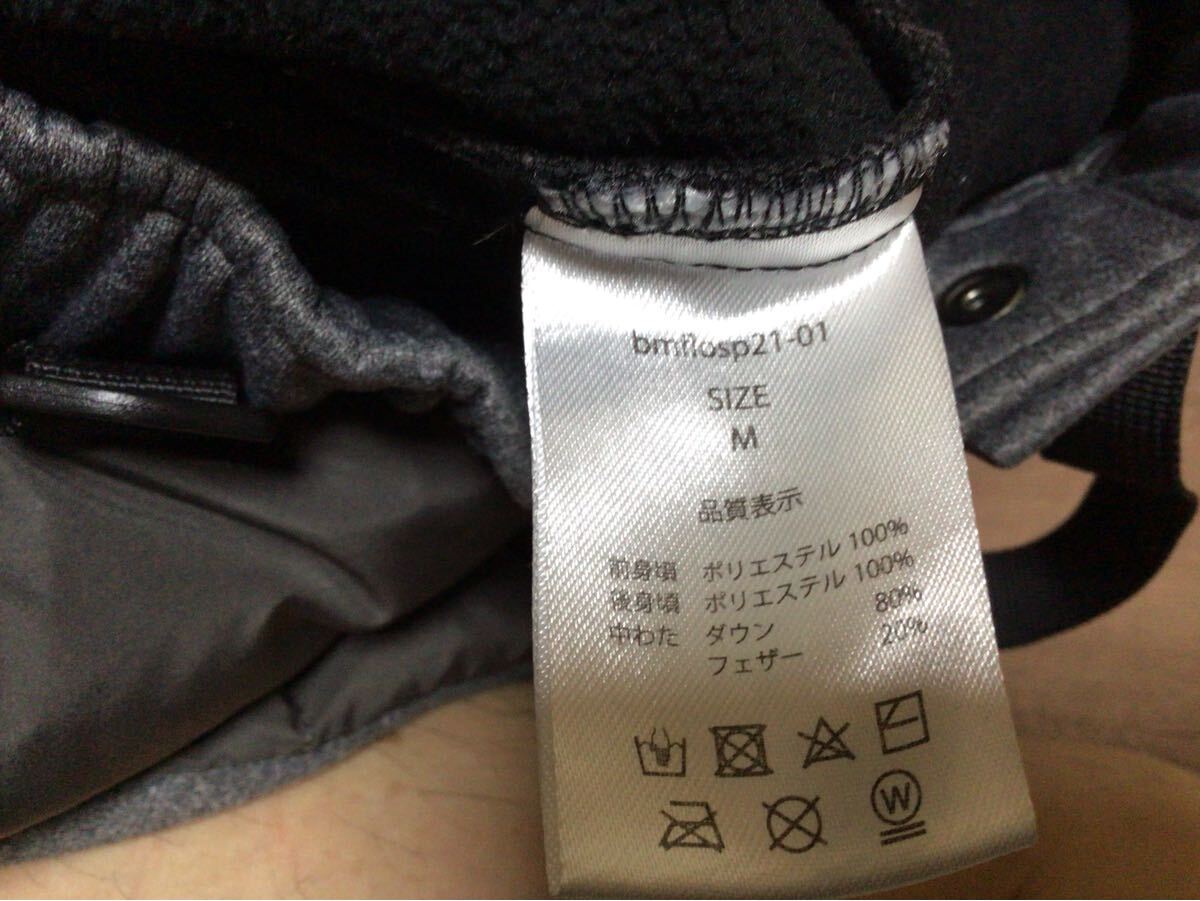 bmflosp21-01
SIZE
M
品質表示
前身頃 ポリエステル 100%
後身頃 ポリエステル 100%
中わた ダウン 80%
フェザー 20%
W